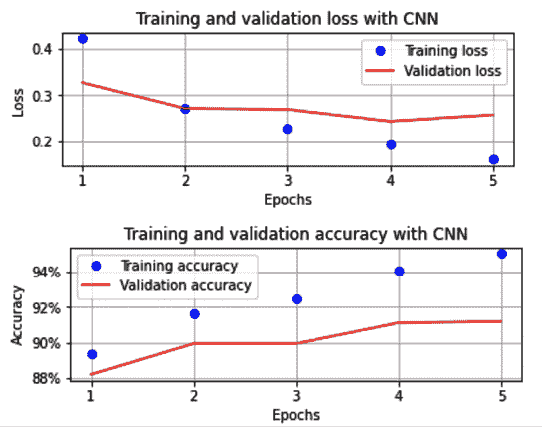 Training and validation loss with CNN
0.4
0.3
0.2
Loss
Training loss
Validation loss
1 2 3 4 5
Epochs
Training and validation accuracy with CNN
94%
92%
90%
88%
Accuracy
Training accuracy
Validation accuracy
1 2 3 4 5
Epochs